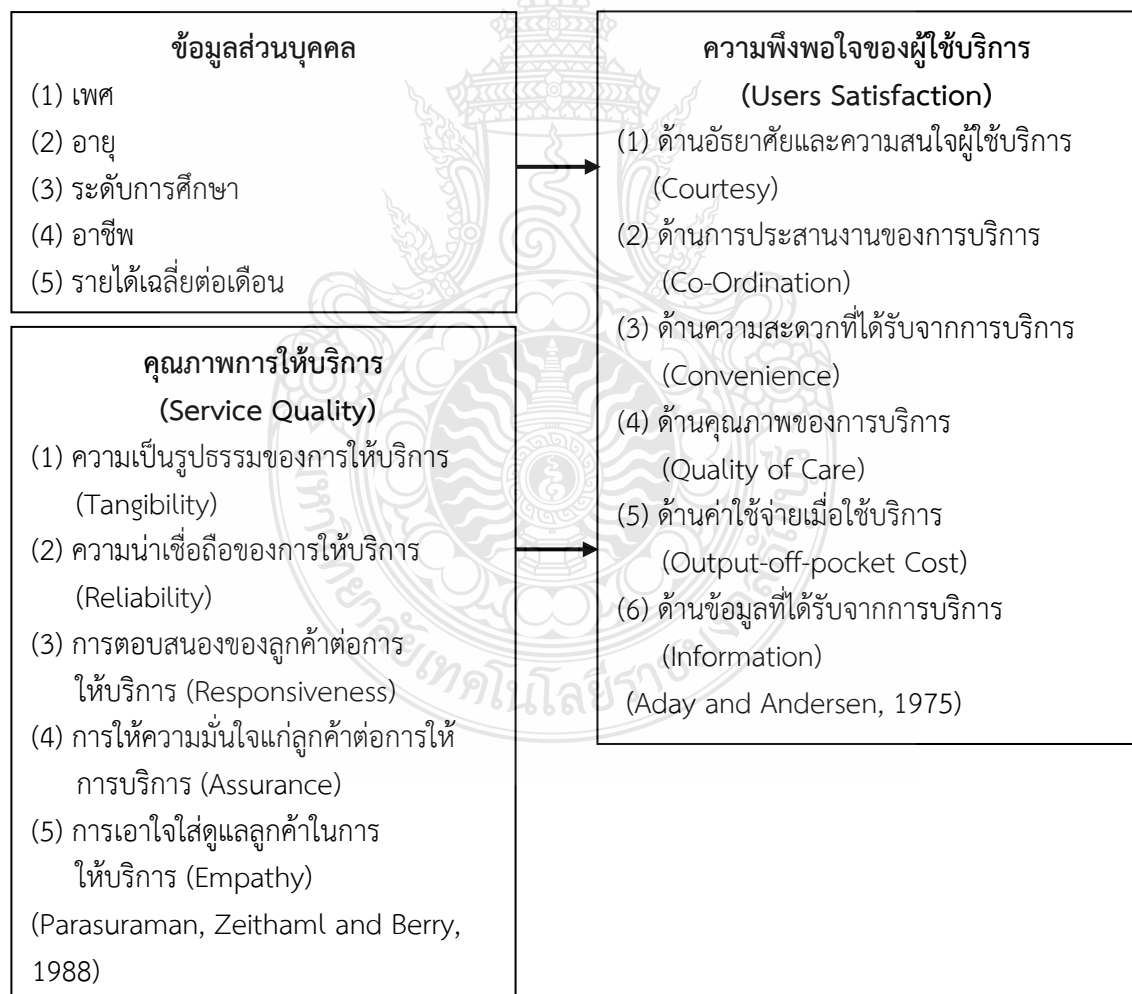 ข้อมูลส่วนบุคคล
(1) เพศ
(2) อายุ
(3) ระดับการศึกษา
(4) อาชีพ
(5) รายได้เฉลี่ยต่อเดือน
คุณภาพการให้บริการ
(Service Quality)
(1) ความเป็นรูปธรรมของการให้บริการ
(Tangibility)
(2) ความน่าเชื่อถือของการให้บริการ
(Reliability)
(3) การตอบสนองของลูกค้าต่อการ
ให้บริการ (Responsiveness)
(4) การให้ความมั่นใจแก่ลูกค้าต่อการให้
การบริการ (Assurance)
(5) การเอาใจใส่ดูแลลูกค้าในการ
ให้บริการ (Empathy)
(Parasuraman, Zeithaml and Berry,
1988)
ความพึงพอใจของผู้ใช้บริการ
(Users Satisfaction)
(1) ด้านอัธยาศัยและความสนใจผู้ใช้บริการ
(Courtesy)
(2) ด้านการประสานงานของการบริการ
(Co-Ordination)
(3) ด้านความสะดวกที่ได้รับจากการบริการ
(Convenience)
(4) ด้านคุณภาพของการบริการ
(Quality of Care)
(5) ด้านค่าใช้จ่ายเมื่อใช้บริการ
(Output-off-pocket Cost)
(6) ด้านข้อมูลที่ได้รับจากการบริการ
(Information)
(Aday and Andersen, 1975)